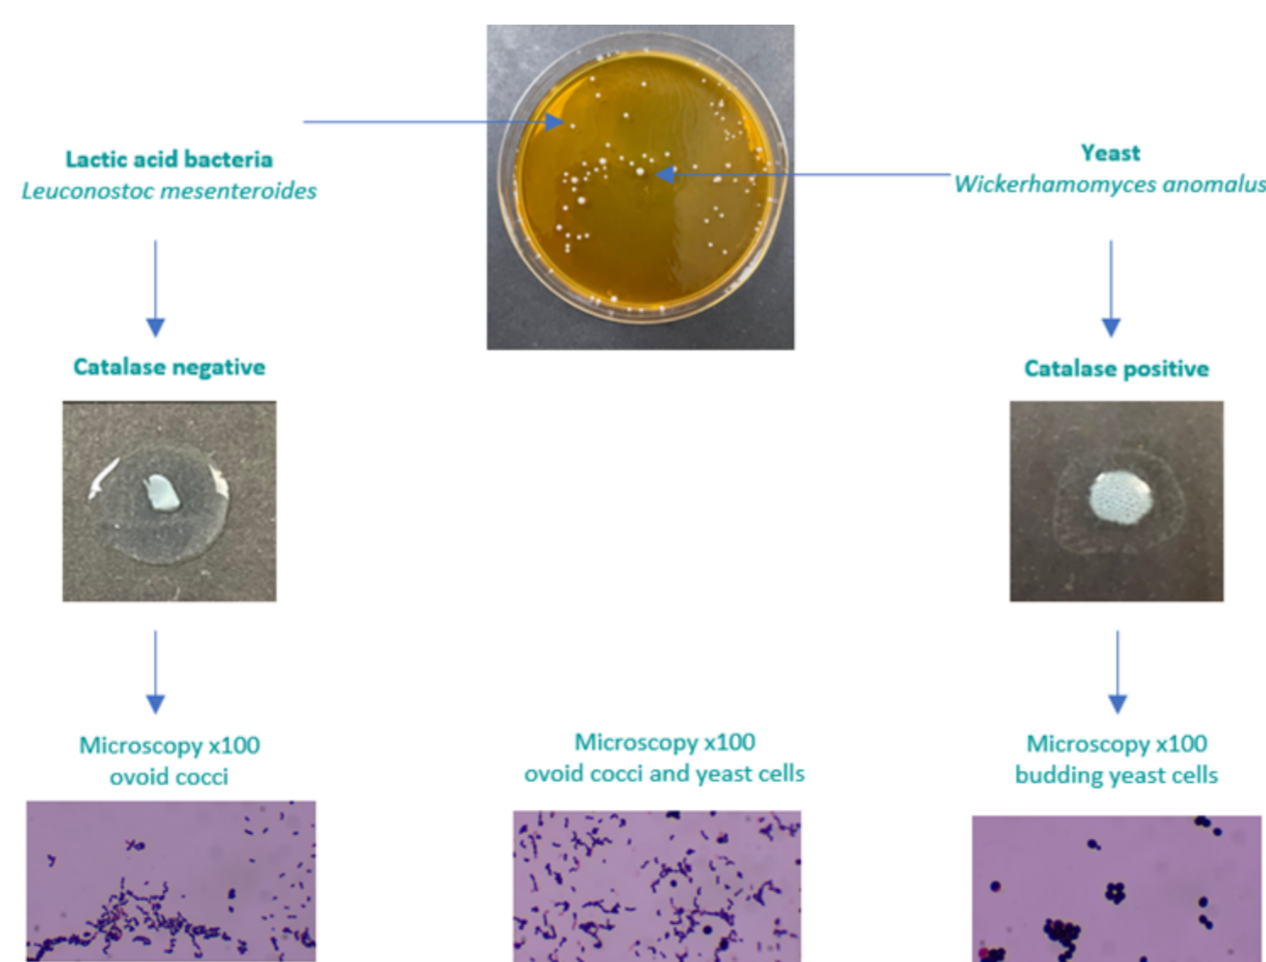 Lactic acid bacteria
Leuconostoc mesenteroides
Yeast
Wickerhamomyces anomalus
Catalase negative
Catalase positive
Microscopy x100
ovoid cocci
Microscopy x100
ovoid cocci and yeast cells
Microscopy x100
budding yeast cells